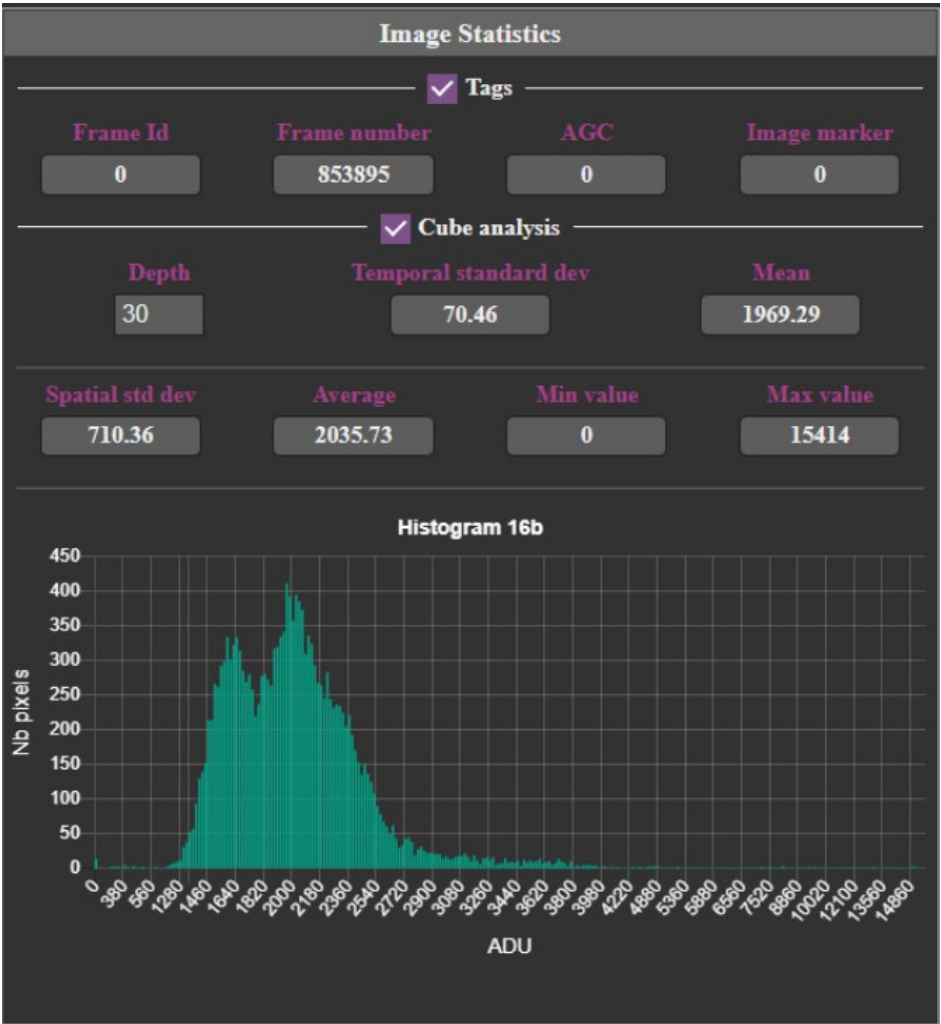 Image Statistics
Tags
Frame Id Frame number AGC Image marker
0 853895 0 0
Cube analysis
Depth Temporal standard dev Mean
30 70.46 1969.29
Spatial std dev Average Min value Max value
710.36 2035.73 0 15414
Histogram 16b
450
400
350
300
250
200
150
100
50
0
Nb pixels
0 380 560 1280 1460 1640 1820 2000 2180 2360 2540 2720 2900 3080 3260 3440 3620 3800 3980 4220 4880 5360 5880 6560 7520 8860 10020 12100 13560 14860
ADU